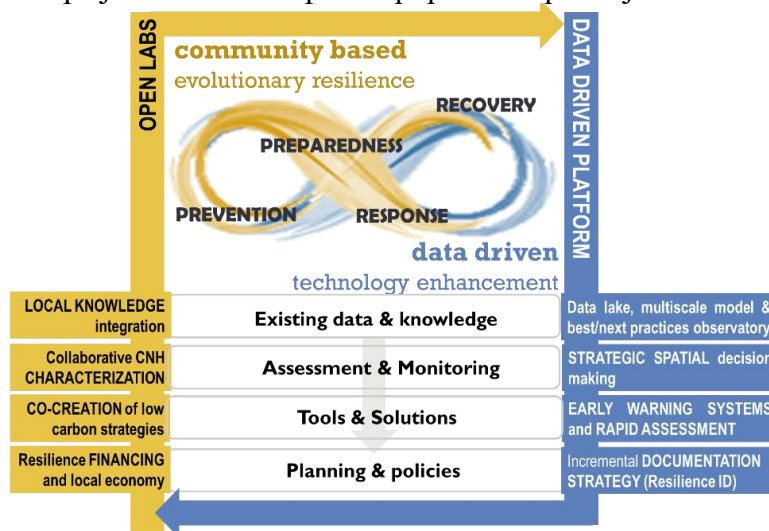 OPEN LABS
community based
evolutionary resilience
DATA DRIVEN PLATFORM
RECOVERY
PREPAREDNESS
PREVENTION
RESPONSE
data driven
technology enhancement
LOCAL KNOWLEDGE
integration
Existing data & knowledge
Data lake, multiscale model &
best/next practices observatory
Collaborative CNH
CHARACTERIZATION
Assessment & Monitoring
STRATEGIC SPATIAL decision
making
CO-CREATION of low
carbon strategies
Tools & Solutions
EARLY WARNING SYSTEMS
and RAPID ASSESSMENT
Resilience FINANCING
and local economy
Planning & policies
Incremental DOCUMENTATION
STRATEGY (Resilience ID)